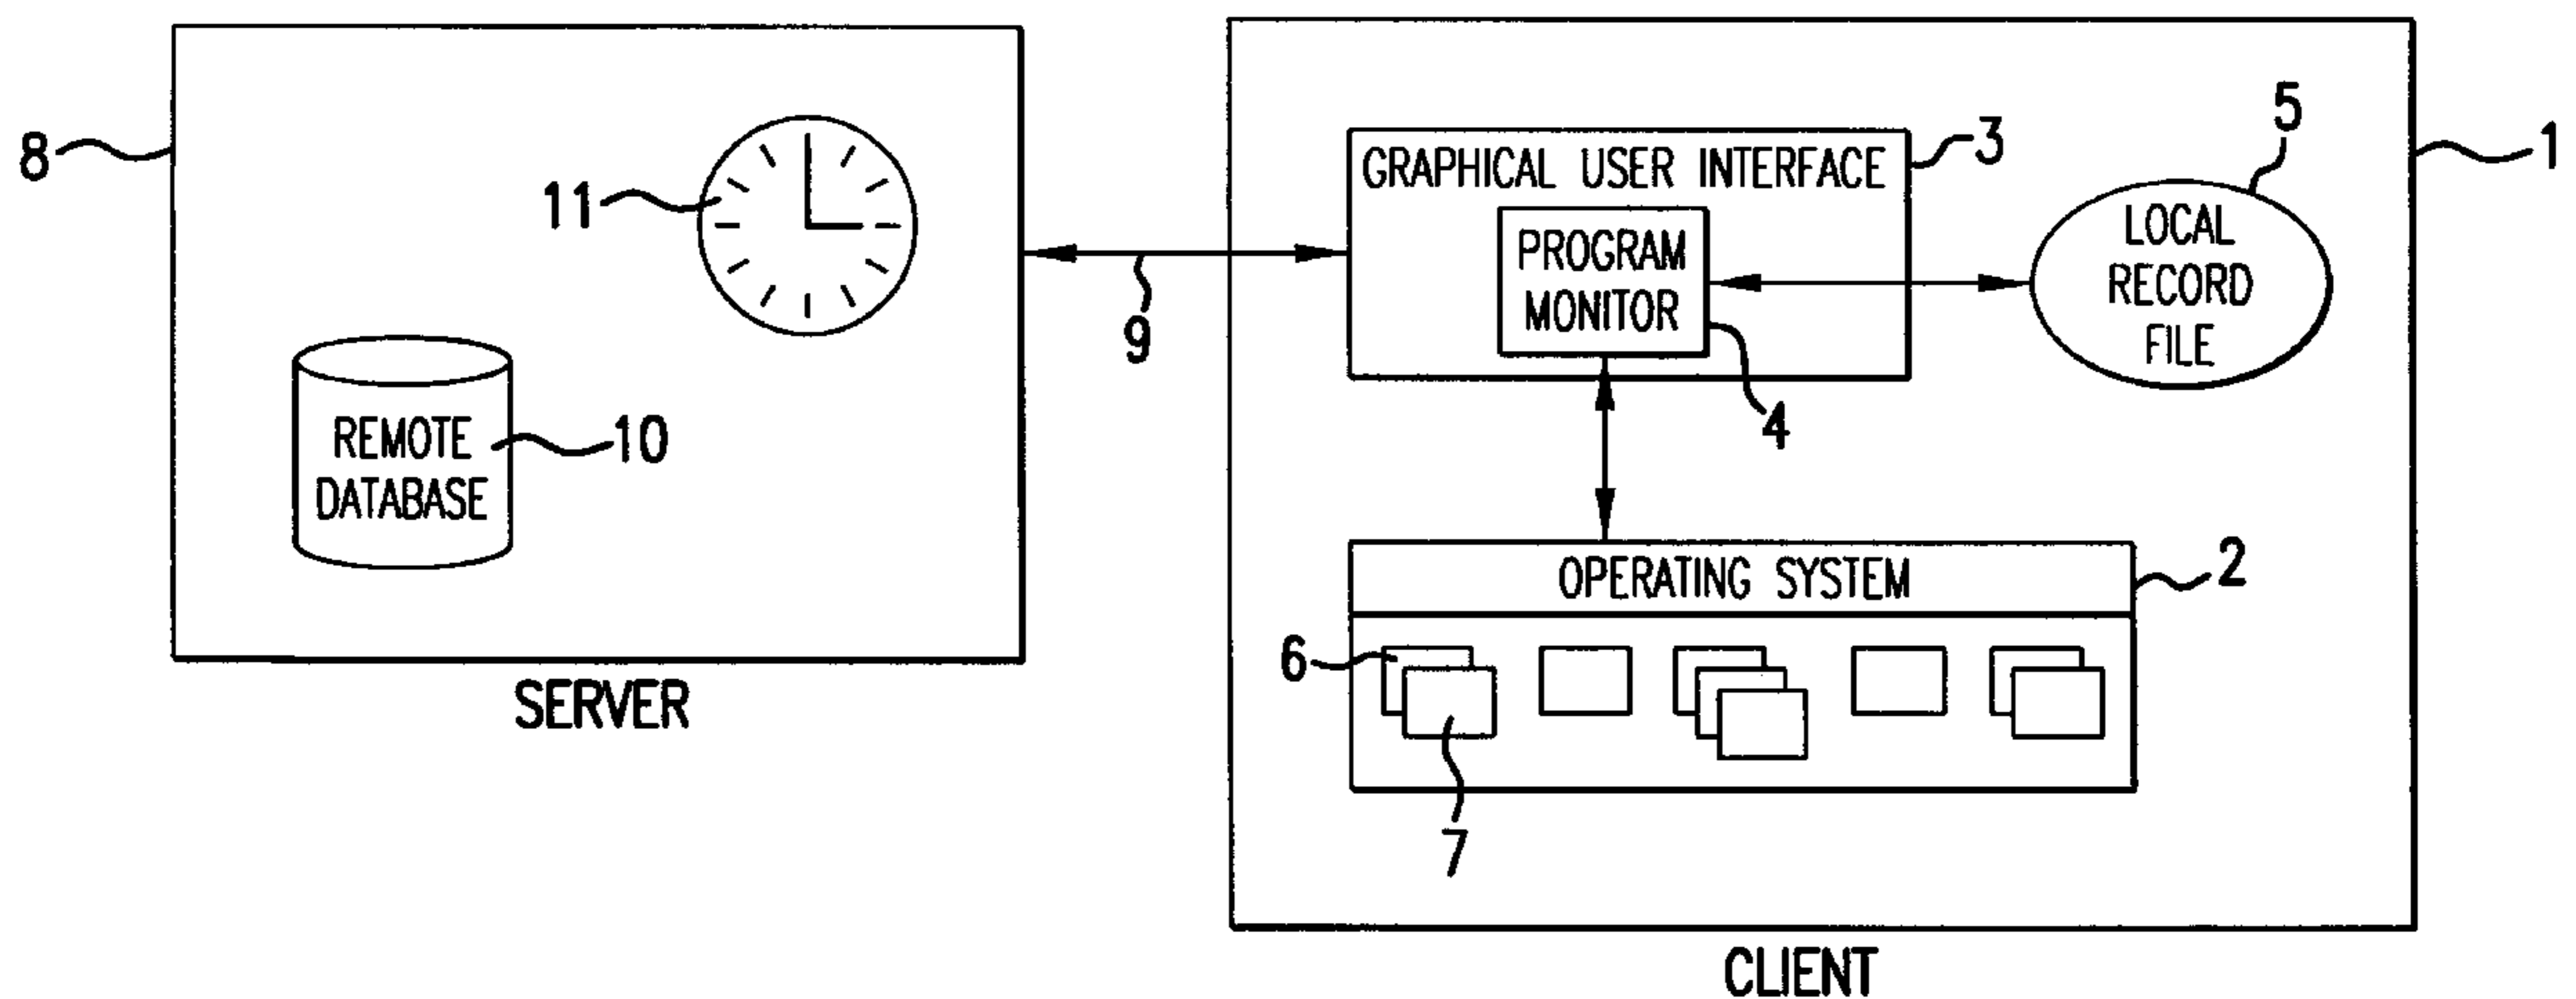 8
11
REMOTE
DATABASE
10
SERVER
9
GRAPHICAL USER INTERFACE
3
PROGRAM
MONITOR
4
5
LOCAL
RECORD
FILE
1
OPERATING SYSTEM
2
6
7
CLIENT